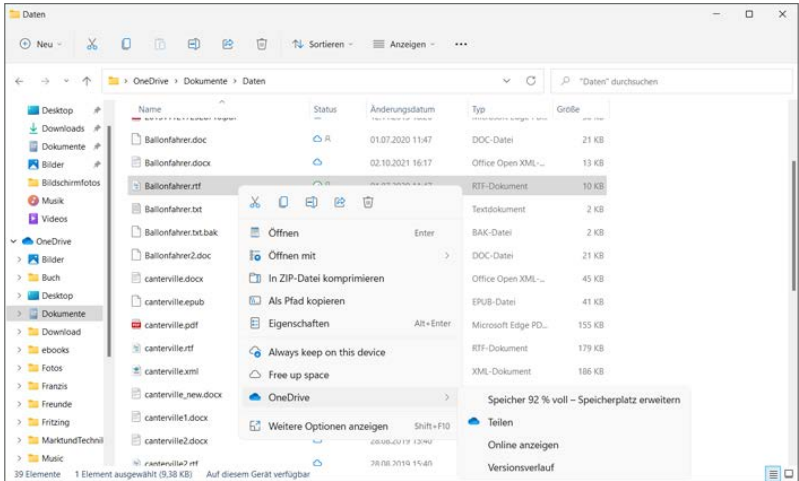 Daten
Neu
Sortieren
Anzeigen
OneDrive > Dokumente > Daten
"Daten" durchsuchen
Name Status Änderungsdatum Typ Größe
Desktop
Downloads
Dokumente
Bilder
Bildschirmfotos
Musik
Videos
OneDrive
Bilder
Buch
Desktop
Dokumente
Download
ebooks
Fotos
Franzis
Freunde
Fritzing
MarktundTechnil
Music
Ballonfahrer.doc 01.07.2020 11:47 DOC-Datei 21 KB
Ballonfahrer.docx 02.10.2021 16:17 Office Open XML-... 13 KB
Ballonfahrer.rtf RTF-Dokument 10 KB
Ballonfahrer.txt Textdokument 2 KB
Ballonfahrer.txt.bak BAK-Datei 2 KB
Ballonfahrer2.doc DOC-Datei 21 KB
canterville.docx Office Open XML-... 45 KB
canterville.epub EPUB-Datei 41 KB
canterville.pdf Microsoft Edge PD... 155 KB
canterville.rtf RTF-Dokument 179 KB
canterville.xml XML-Dokument 186 KB
canterville_new.docx
canterville1.docx
canterville2.docx 28.08.2019 15:40
canterville2.rtf 28.08.2019 15:40
Öffnen Enter
Öffnen mit
In ZIP-Datei komprimieren
Als Pfad kopieren
Eigenschaften Alt+Enter
Always keep on this device
Free up space
OneDrive
Weitere Optionen anzeigen Shift+F10
Speicher 92 % voll – Speicherplatz erweitern
Teilen
Online anzeigen
Versionsverlauf
39 Elemente 1 Element ausgewählt (9,38 KB) Auf diesem Gerät verfügbar